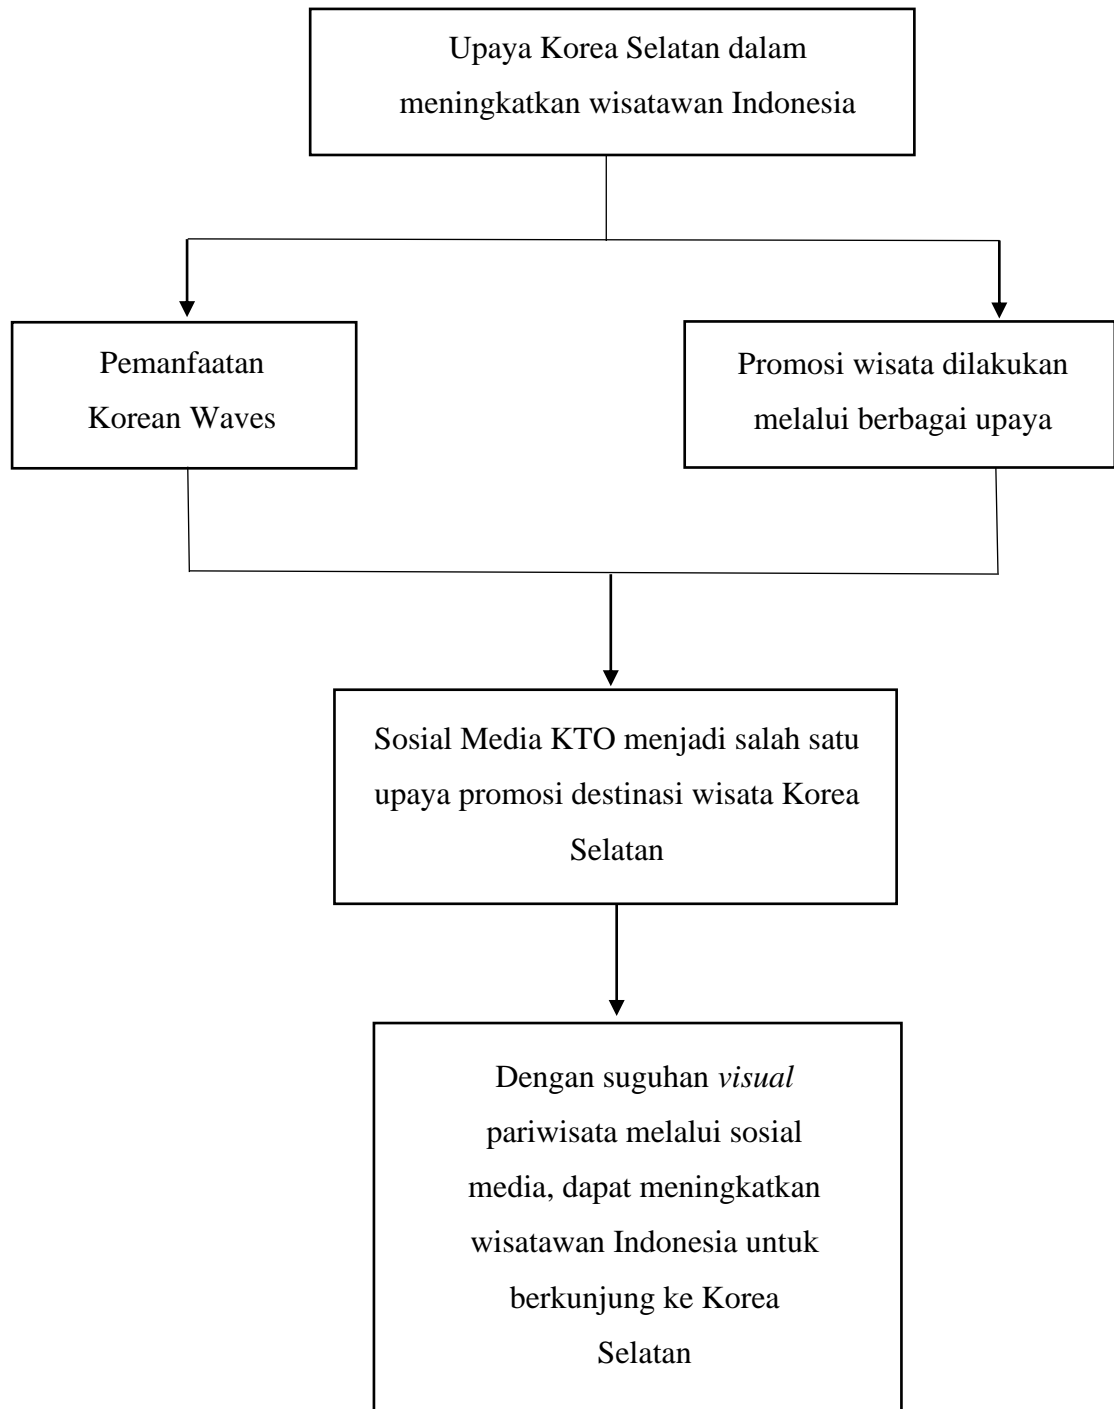 Upaya Korea Selatan dalam
meningkatkan wisatawan Indonesia
Pemanfaatan
Korean Waves
Promosi wisata dilakukan
melalui berbagai upaya
Sosial Media KTO menjadi salah satu
upaya promosi destinasi wisata Korea
Selatan
Dengan suguhan visual
pariwisata melalui sosial
media, dapat meningkatkan
wisatawan Indonesia untuk
berkunjung ke Korea
Selatan